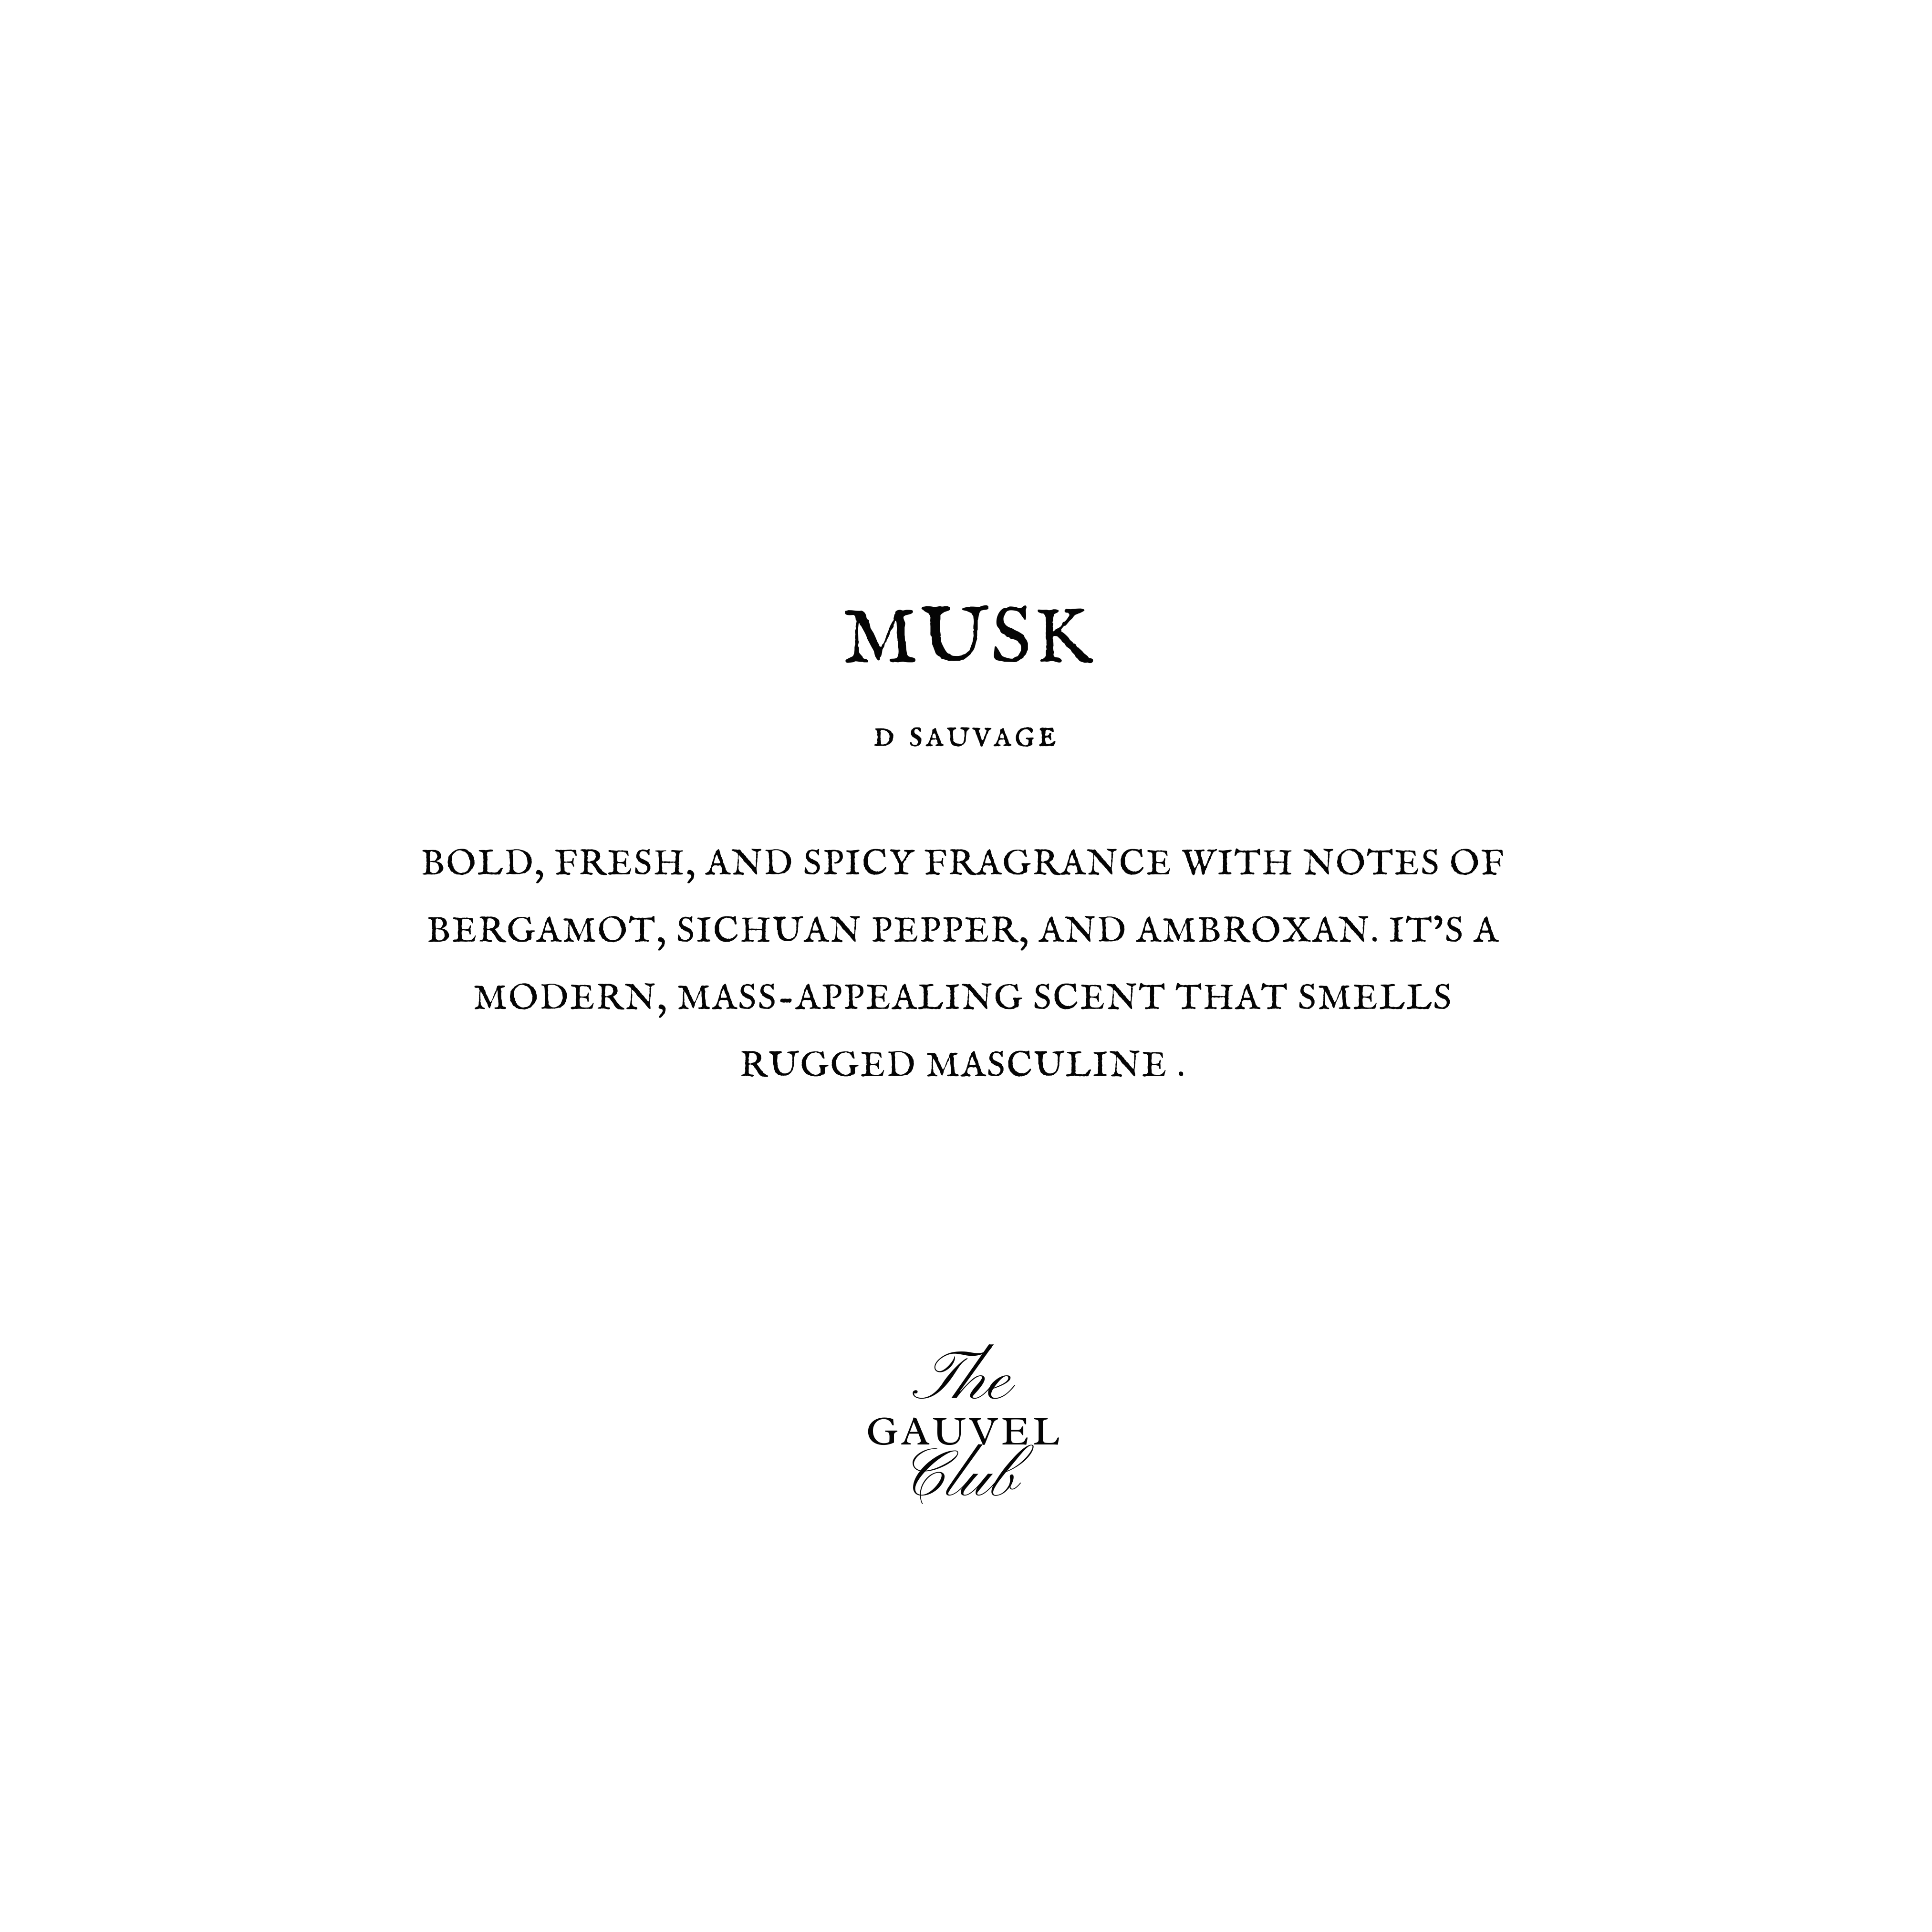 MUSK
D SAUVAGE
BOLD, FRESH, AND SPICY FRAGRANCE WITH NOTES OF
BERGAMOT, SICHUAN PEPPER, AND AMBROXAN. IT’S A
MODERN, MASS-APPEALING SCENT THAT SMELLS
RUGGED MASCULINE .
The
GAUVEL
Club